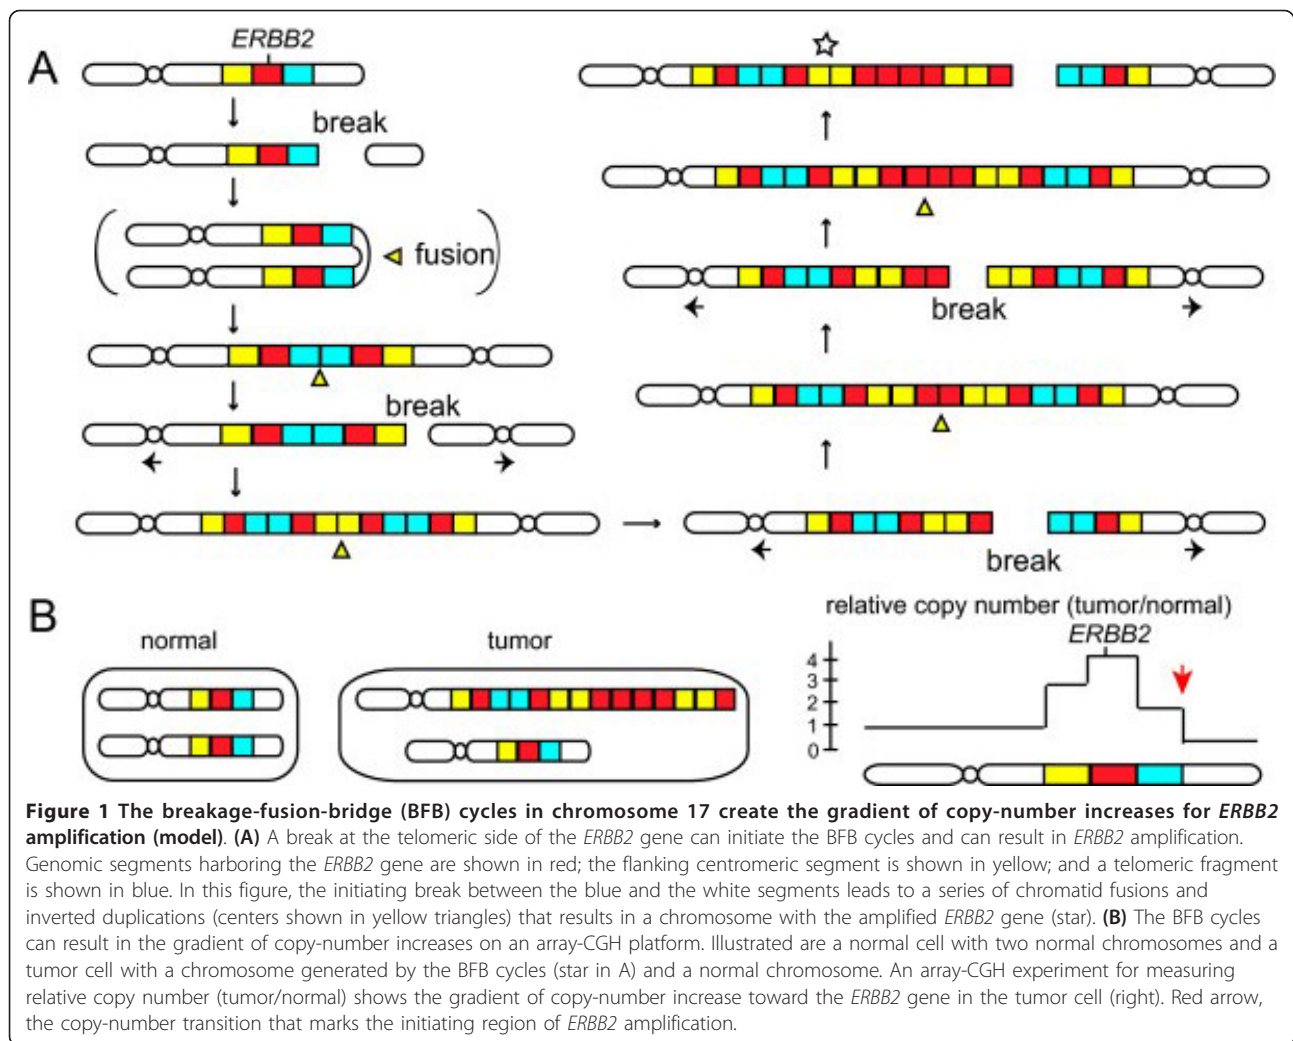 A
ERBB2
break
fusion
break
break
break
B
normal
tumor
relative copy number (tumor/normal)
ERBB2
4
3
2
1
0
Figure 1 The breakage-fusion-bridge (BFB) cycles in chromosome 17 create the gradient of copy-number increases for ERBB2
amplification (model). (A) A break at the telomeric side of the ERBB2 gene can initiate the BFB cycles and can result in ERBB2 amplification.
Genomic segments harboring the ERBB2 gene are shown in red; the flanking centromeric segment is shown in yellow; and a telomeric fragment
is shown in blue. In this figure, the initiating break between the blue and the white segments leads to a series of chromatid fusions and
inverted duplications (centers shown in yellow triangles) that results in a chromosome with the amplified ERBB2 gene (star). (B) The BFB cycles
can result in the gradient of copy-number increases on an array-CGH platform. Illustrated are a normal cell with two normal chromosomes and a
tumor cell with a chromosome generated by the BFB cycles (star in A) and a normal chromosome. An array-CGH experiment for measuring
relative copy number (tumor/normal) shows the gradient of copy-number increase toward the ERBB2 gene in the tumor cell (right). Red arrow,
the copy-number transition that marks the initiating region of ERBB2 amplification.